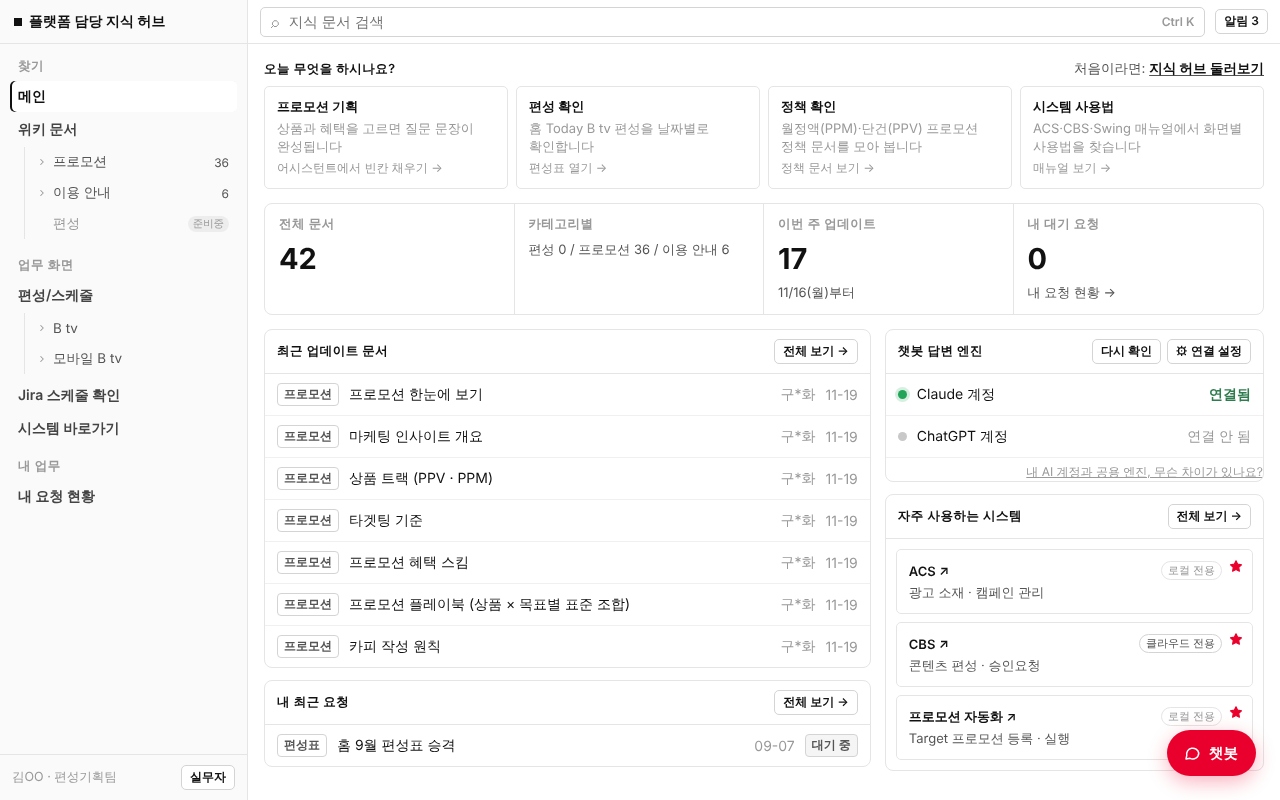 플랫폼 담당 지식 허브
찾기
메인
위키 문서
프로모션 36
이용 안내 6
편성 준비중
업무 화면
편성/스케줄
B tv
모바일 B tv
Jira 스케줄 확인
시스템 바로가기
내 업무
내 요청 현황
김OO · 편성기획팀 실무자
지식 문서 검색 Ctrl K 알림 3
오늘 무엇을 하시나요? 처음이라면: 지식 허브 둘러보기
프로모션 기획
상품과 혜택을 고르면 질문 문장이
완성됩니다
어시스턴트에서 빈칸 채우기 →
편성 확인
홈 Today B tv 편성을 날짜별로
확인합니다
편성표 열기 →
정책 확인
월정액(PPM)·단건(PPV) 프로모션
정책 문서를 모아 봅니다
정책 문서 보기 →
시스템 사용법
ACS·CBS·Swing 매뉴얼에서 화면별
사용법을 찾습니다
매뉴얼 보기 →
전체 문서
42
카테고리별
편성 0 / 프로모션 36 / 이용 안내 6
이번 주 업데이트
17
11/16(월)부터
내 대기 요청
0
내 요청 현황 →
최근 업데이트 문서 전체 보기 →
프로모션 프로모션 한눈에 보기 구*화 11-19
프로모션 마케팅 인사이트 개요 구*화 11-19
프로모션 상품 트랙 (PPV · PPM) 구*화 11-19
프로모션 타겟팅 기준 구*화 11-19
프로모션 프로모션 혜택 스킴 구*화 11-19
프로모션 프로모션 플레이북 (상품 × 목표별 표준 조합) 구*화 11-19
프로모션 카피 작성 원칙 구*화 11-19
내 최근 요청 전체 보기 →
편성표 홈 9월 편성표 승격 09-07 대기 중
챗봇 답변 엔진 다시 확인 연결 설정
Claude 계정 연결됨
ChatGPT 계정 연결 안 됨
내 AI 계정과 공용 엔진, 무슨 차이가 있나요?
자주 사용하는 시스템 전체 보기 →
ACS ↗ 로컬 전용
광고 소재 · 캠페인 관리
CBS ↗ 클라우드 전용
콘텐츠 편성 · 승인요청
프로모션 자동화 ↗ 로컬 전용
Target 프로모션 등록 · 실행
챗봇